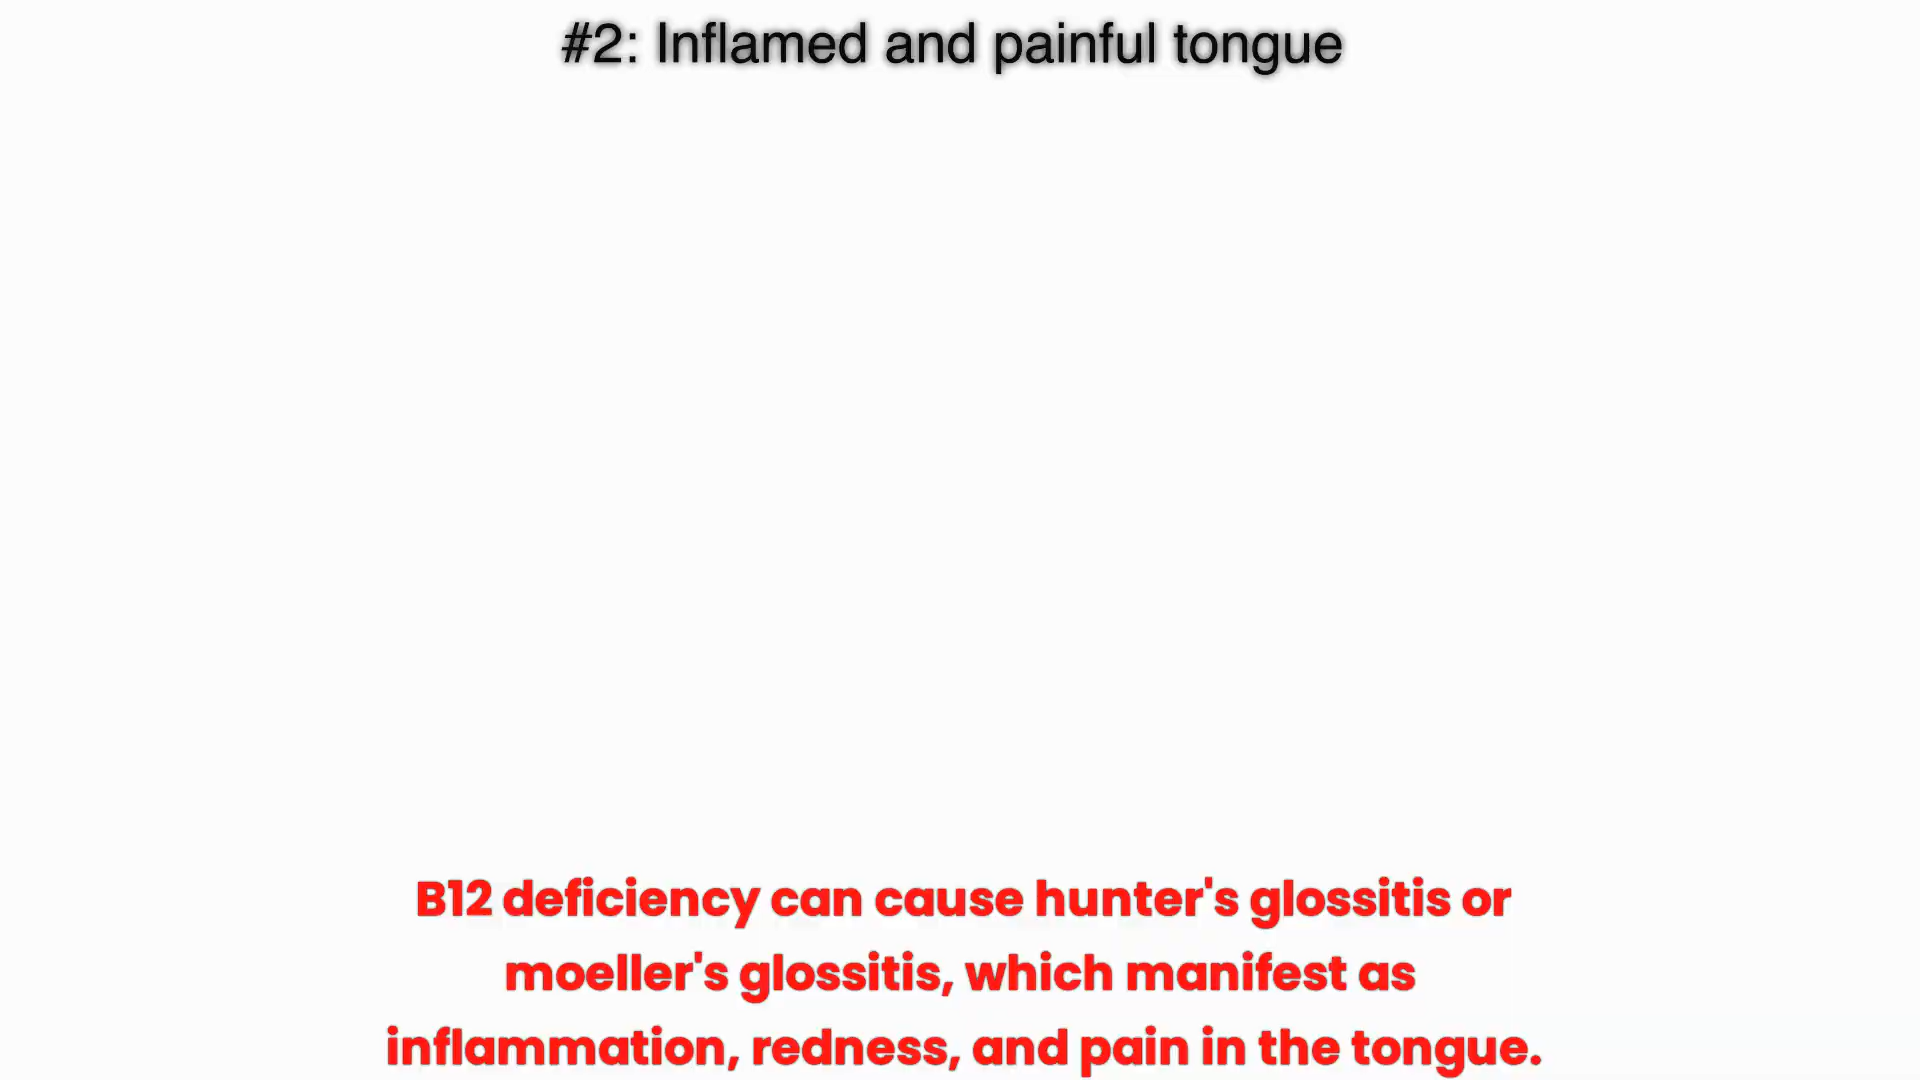 #2: Inflamed and painful tongue
B12 deficiency can cause hunter's glossitis or
moeller's glossitis, which manifest as
inflammation, redness, and pain in the tongue.